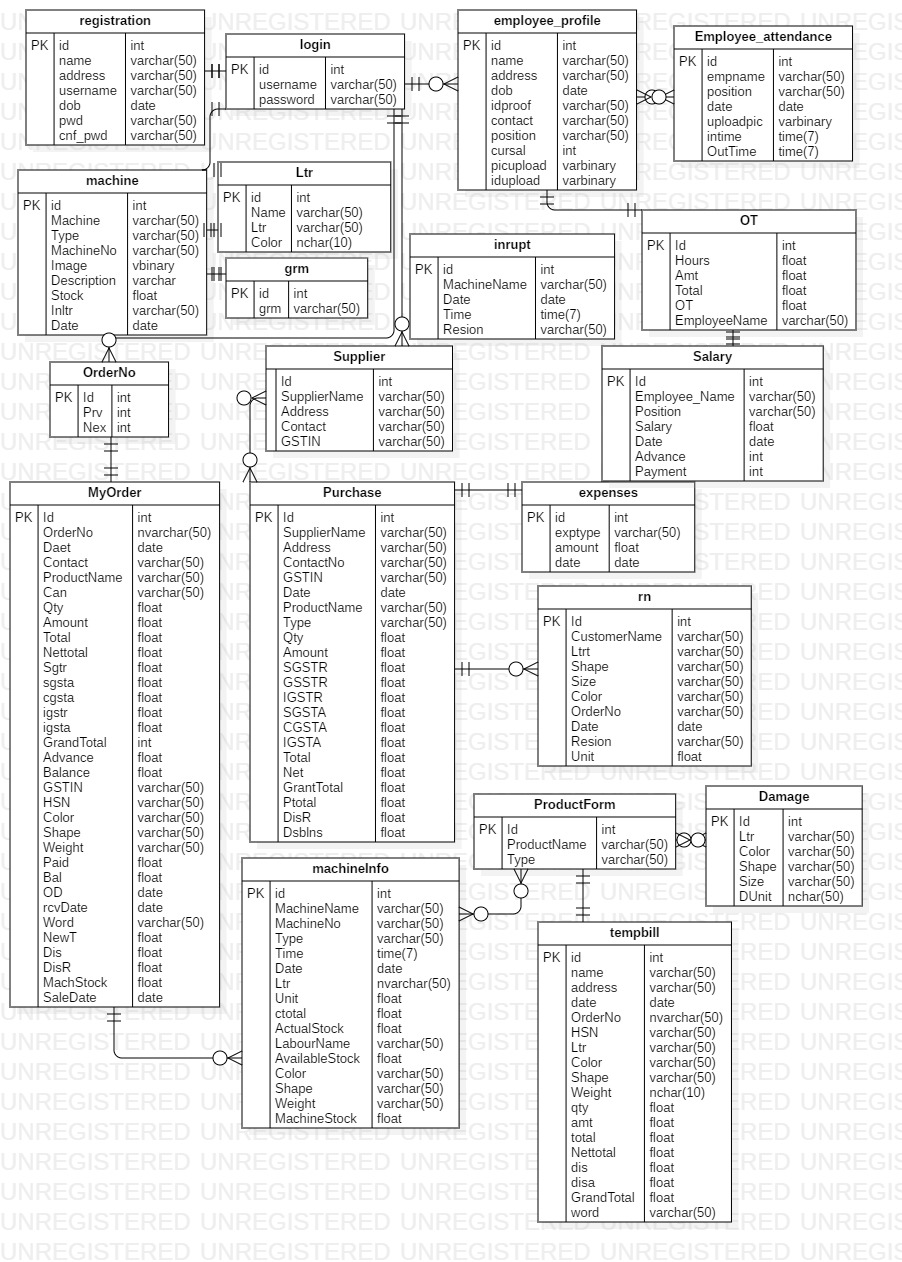 registration
PK id int
name varchar(50)
address varchar(50)
username varchar(50)
dob date
pwd varchar(50)
cnf_pwd varchar(50)
login
PK id int
username varchar(50)
password varchar(50)
employee_profile
PK id int
name varchar(50)
address varchar(50)
dob date
idproof varchar(50)
contact varchar(50)
position varchar(50)
cursal int
picupload varbinary
idupload varbinary
Employee_attendance
PK id int
empname varchar(50)
position varchar(50)
date date
uploadpic varbinary
intime time(7)
OutTime time(7)
machine
PK id int
Machine varchar(50)
Type varchar(50)
MachineNo varchar(50)
Image vbinary
Description varchar
Stock float
Inltr varchar(50)
Date date
Ltr
PK id int
Name varchar(50)
Ltr varchar(50)
Color nchar(10)
grm
PK id int
grm varchar(50)
inrupt
PK id int
MachineName varchar(50)
Date date
Time time(7)
Resion varchar(50)
OT
PK Id int
Hours float
Amt float
Total float
OT float
EmployeeName varchar(50)
OrderNo
PK Id int
Prv int
Nex int
Supplier
Id int
SupplierName varchar(50)
Address varchar(50)
Contact varchar(50)
GSTIN varchar(50)
Salary
PK Id int
Employee_Name varchar(50)
Position varchar(50)
Salary float
Date date
Advance int
Payment int
MyOrder
PK Id int
OrderNo nvarchar(50)
Daet date
Contact varchar(50)
ProductName varchar(50)
Can varchar(50)
Qty float
Amount float
Total float
Nettotal float
Sgtr float
sgsta float
cgsta float
igstr float
igsta float
GrandTotal int
Advance float
Balance float
GSTIN varchar(50)
HSN varchar(50)
Color varchar(50)
Shape varchar(50)
Weight varchar(50)
Paid float
Bal float
OD date
rcvDate date
Word varchar(50)
NewT float
Dis float
DisR float
MachStock float
SaleDate date
Purchase
PK Id int
SupplierName varchar(50)
Address varchar(50)
ContactNo varchar(50)
GSTIN varchar(50)
Date date
ProductName varchar(50)
Type varchar(50)
Qty float
Amount float
SGSTR float
GSSTR float
IGSTR float
SGSTA float
CGSTA float
IGSTA float
Total float
Net float
GrantTotal float
Ptotal float
DisR float
DsbIns float
expenses
PK id int
exptype varchar(50)
amount float
date date
rn
PK Id int
CustomerName varchar(50)
Ltrt varchar(50)
Shape varchar(50)
Size varchar(50)
Color varchar(50)
OrderNo varchar(50)
Date date
Resion varchar(50)
Unit float
ProductForm
PK Id int
ProductName varchar(50)
Type varchar(50)
Damage
PK Id int
Ltr varchar(50)
Color varchar(50)
Shape varchar(50)
Size varchar(50)
DUnit nchar(50)
machineInfo
PK id int
MachineName varchar(50)
MachineNo varchar(50)
Type varchar(50)
Time time(7)
Date date
Ltr nvarchar(50)
Unit float
ctotal float
ActualStock float
LabourName varchar(50)
AvailableStock float
Color varchar(50)
Shape varchar(50)
Weight varchar(50)
MachineStock float
tempbill
PK id int
name varchar(50)
address varchar(50)
date date
OrderNo nvarchar(50)
HSN varchar(50)
Ltr varchar(50)
Color varchar(50)
Shape varchar(50)
Weight nchar(10)
qty float
amt float
total float
Nettotal float
dis float
disa float
GrandTotal float
word varchar(50)
UNREGISTERED